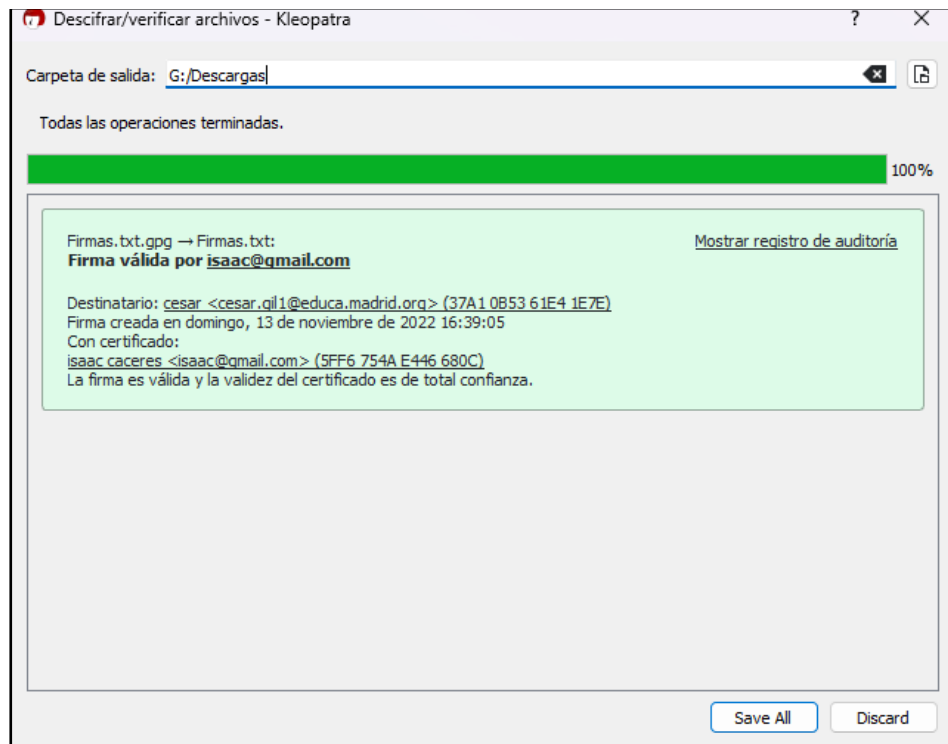 Descifrar/verificar archivos - Kleopatra
Carpeta de salida: G:/Descargas
Todas las operaciones terminadas.
100%
Firmas.txt.gpg → Firmas.txt: Mostrar registro de auditoría
Firma válida por isaac@gmail.com
Destinatario: cesar <cesar.gil1@educa.madrid.org> (37A1 0B53 61E4 1E7E)
Firma creada en domingo, 13 de noviembre de 2022 16:39:05
Con certificado:
isaac caceres <isaac@gmail.com> (5FF6 754A E446 680C)
La firma es válida y la validez del certificado es de total confianza.
Save All Discard